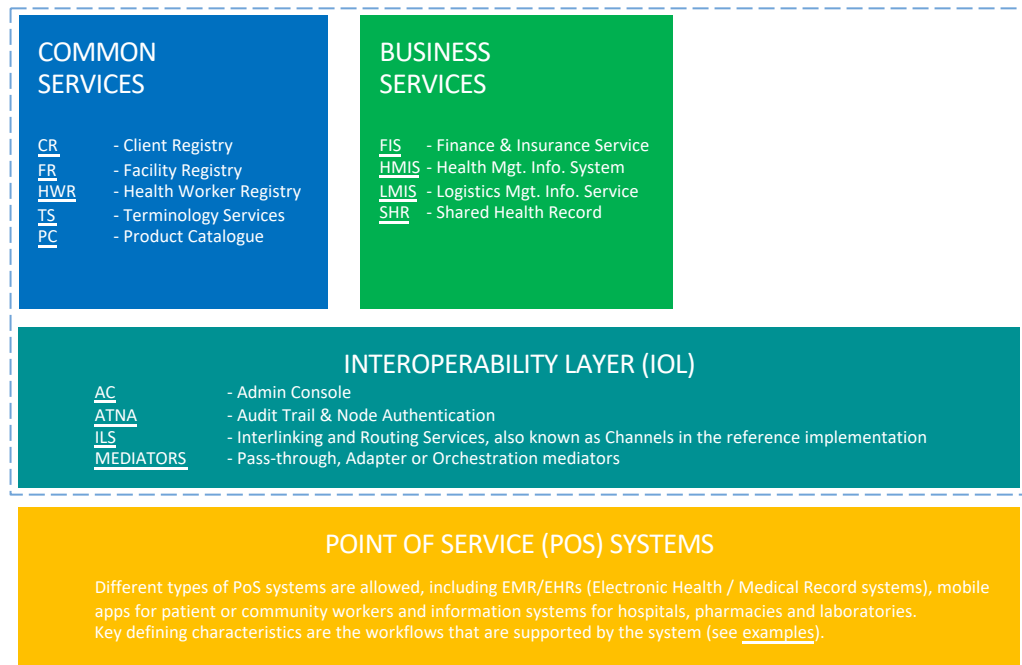 COMMON
SERVICES
CR - Client Registry
FR - Facility Registry
HWR - Health Worker Registry
TS - Terminology Services
PC - Product Catalogue
BUSINESS
SERVICES
FIS - Finance & Insurance Service
HMIS - Health Mgt. Info. System
LMIS - Logistics Mgt. Info. Service
SHR - Shared Health Record
INTEROPERABILITY LAYER (IOL)
AC - Admin Console
ATNA - Audit Trail & Node Authentication
ILS - Interlinking and Routing Services, also known as Channels in the reference implementation
MEDIATORS - Pass-through, Adapter or Orchestration mediators
POINT OF SERVICE (POS) SYSTEMS
Different types of PoS systems are allowed, including EMR/EHRs (Electronic Health / Medical Record systems), mobile
apps for patient or community workers and information systems for hospitals, pharmacies and laboratories.
Key defining characteristics are the workflows that are supported by the system (see examples).